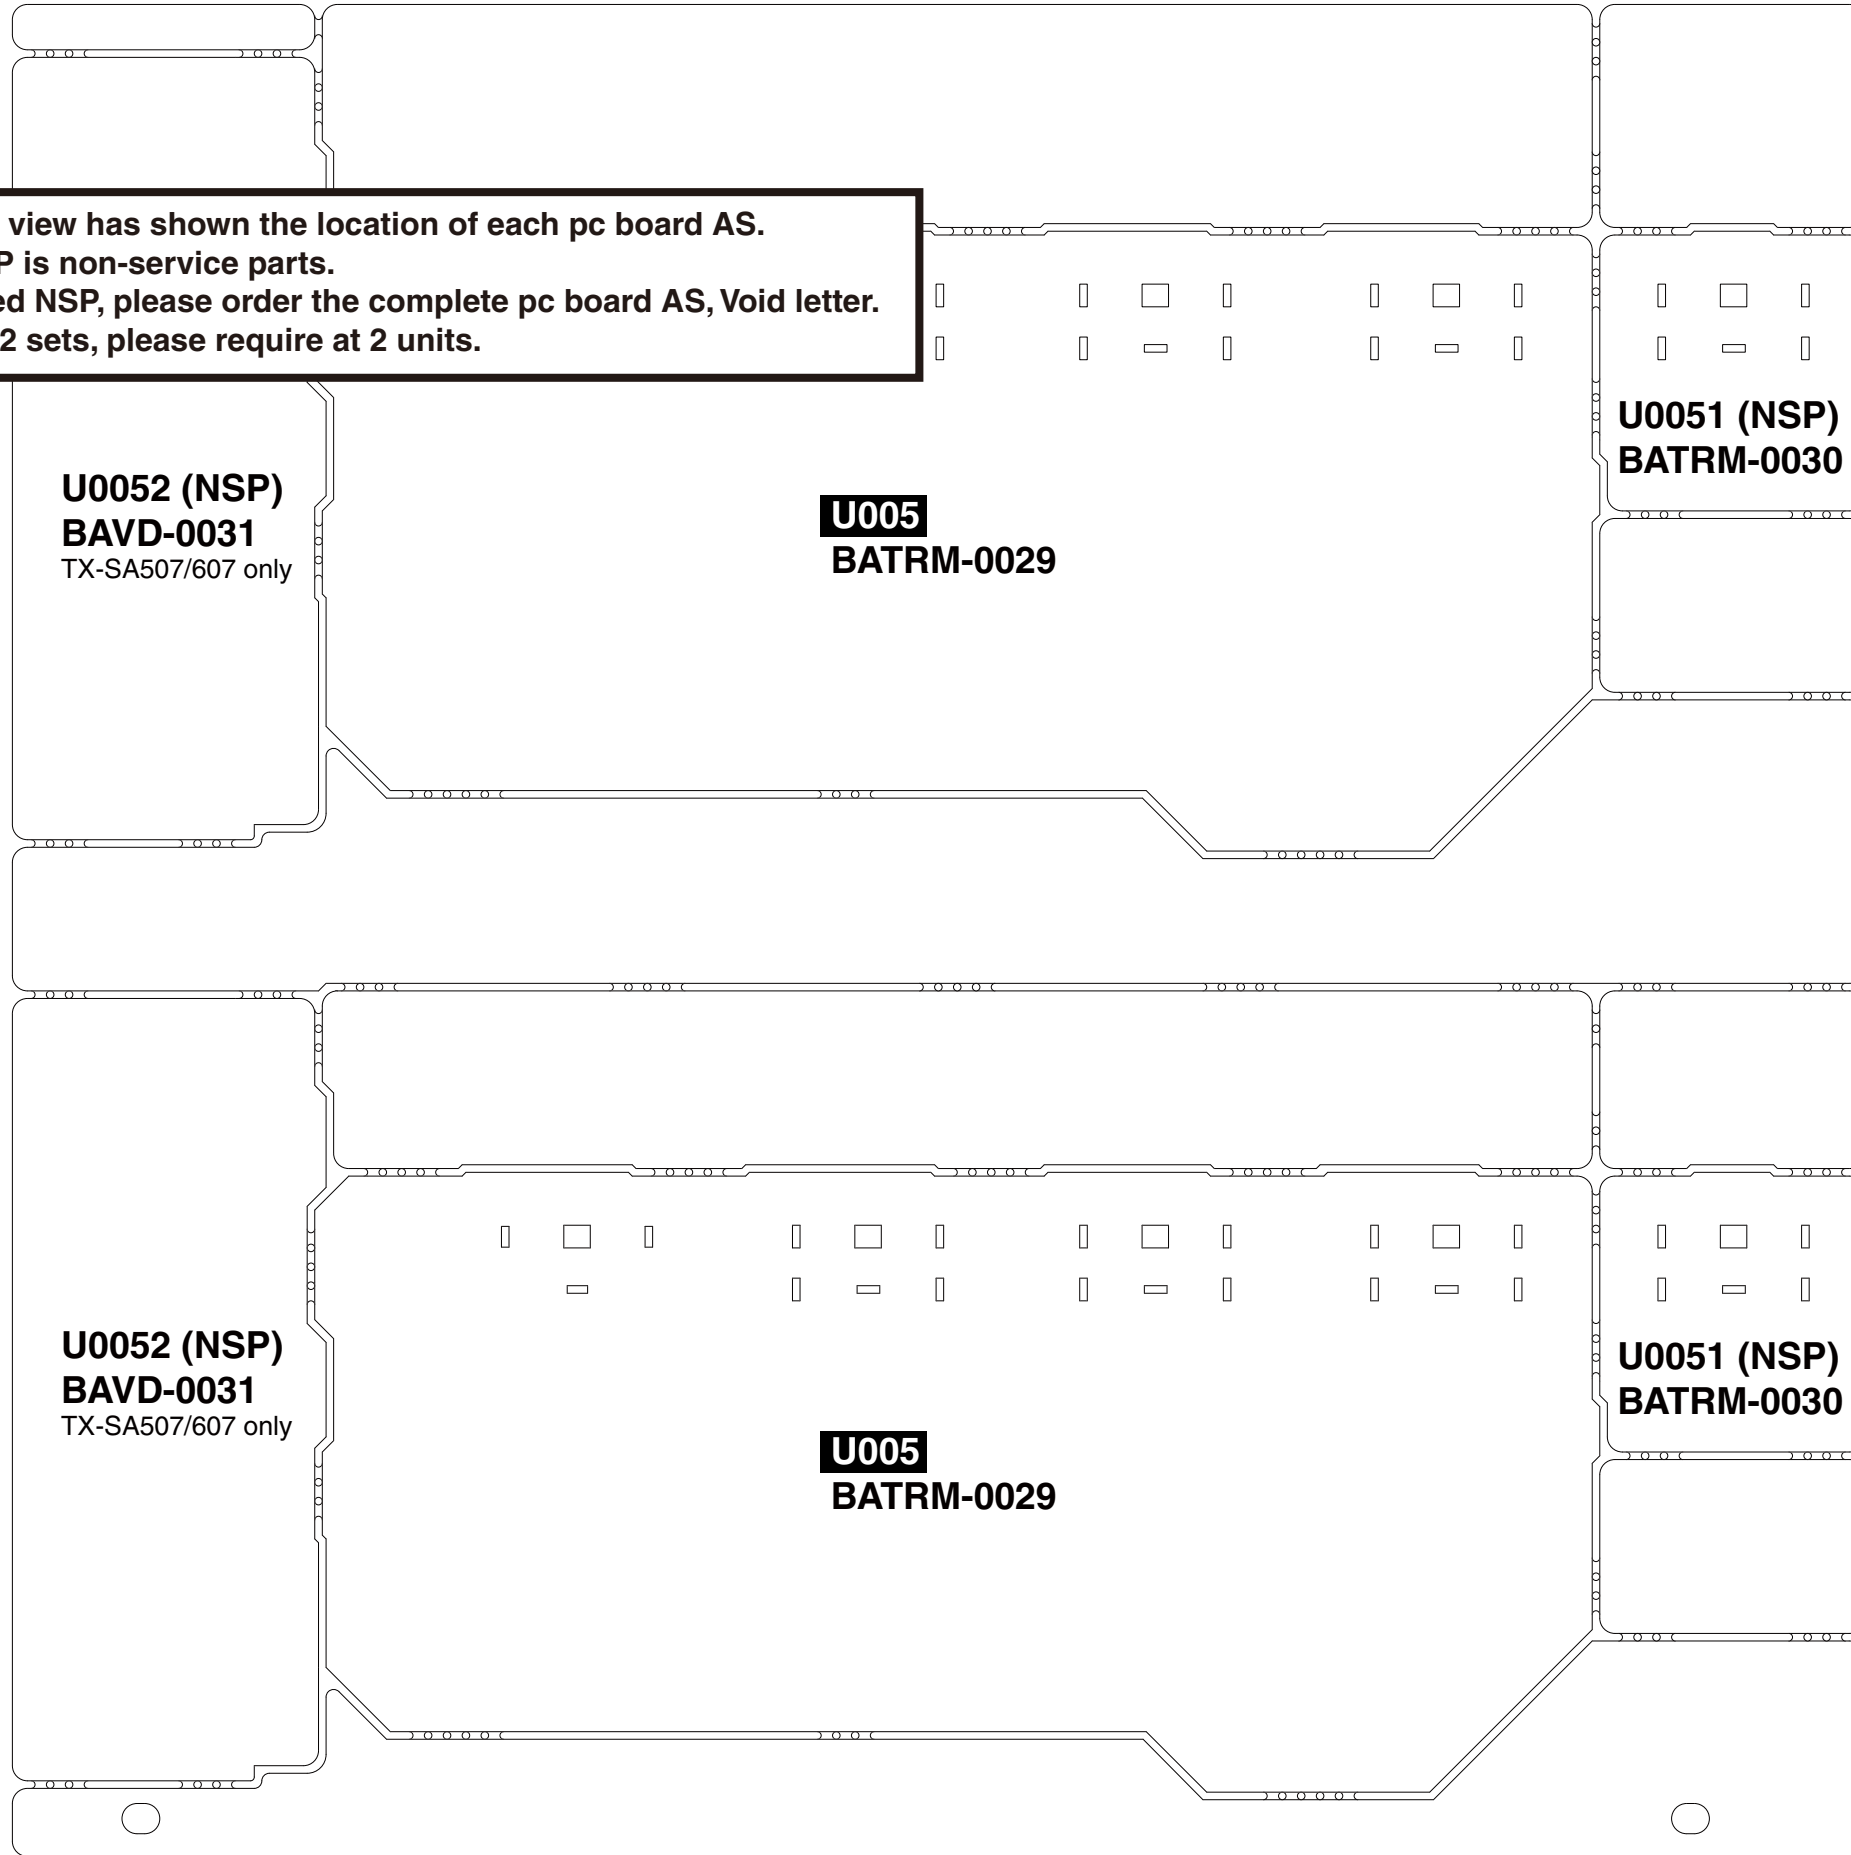 view has shown the location of each pc board AS.
is non-service parts.
NSP, please order the complete pc board AS, Void letter.
2 sets, please require at 2 units.
U0051 (NSP)
BATRM-0030
U0052 (NSP)
BAVD-0031
TX-SA507/607 only
U005
BATRM-0029
U0052 (NSP)
BAVD-0031
TX-SA507/607 only
U0051 (NSP)
BATRM-0030
U005
BATRM-0029